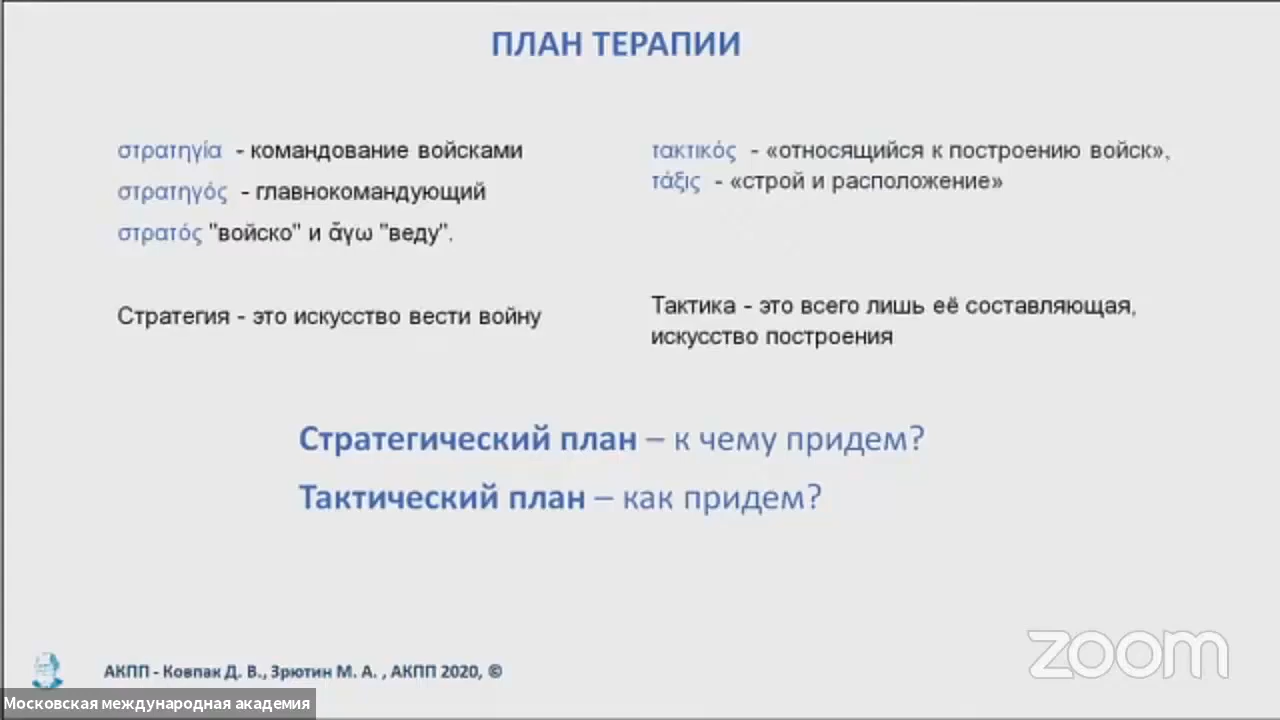 ПЛАН ТЕРАПИИ
στρατηγία - командование войсками
στρατηγός - главнокомандующий
στρατός "войско" и ἄγω "веду".
τακτικός - «относящийся к построению войск»,
τάξις - «строй и расположение»
Стратегия - это искусство вести войну
Тактика - это всего лишь её составляющая,
искусство построения
Стратегический план – к чему придем?
Тактический план – как придем?
АКПП - Ковпак Д. В., Зрютин М. А. , АКПП 2020, ©
zoom
Московская международная академия